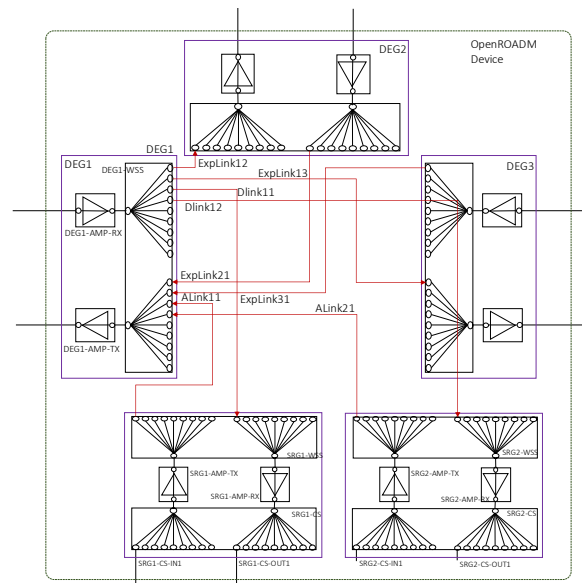 OpenROADM
Device
DEG2
DEG1
DEG1
DEG1-WSS
ExpLink12
ExpLink13
DEG3
Dlink11
Dlink12
DEG1-AMP-RX
ExpLink21
ALink11
ExpLink31
ALink21
DEG1-AMP-TX
SRG1-WSS
SRG2-WSS
SRG1-AMP-TX
SRG2-AMP-TX
SRG1-AMP-RX
SRG2-AMP-RX
SRG1-CS
SRG2-CS
SRG1-CS-IN1
SRG1-CS-OUT1
SRG2-CS-IN1
SRG2-CS-OUT1